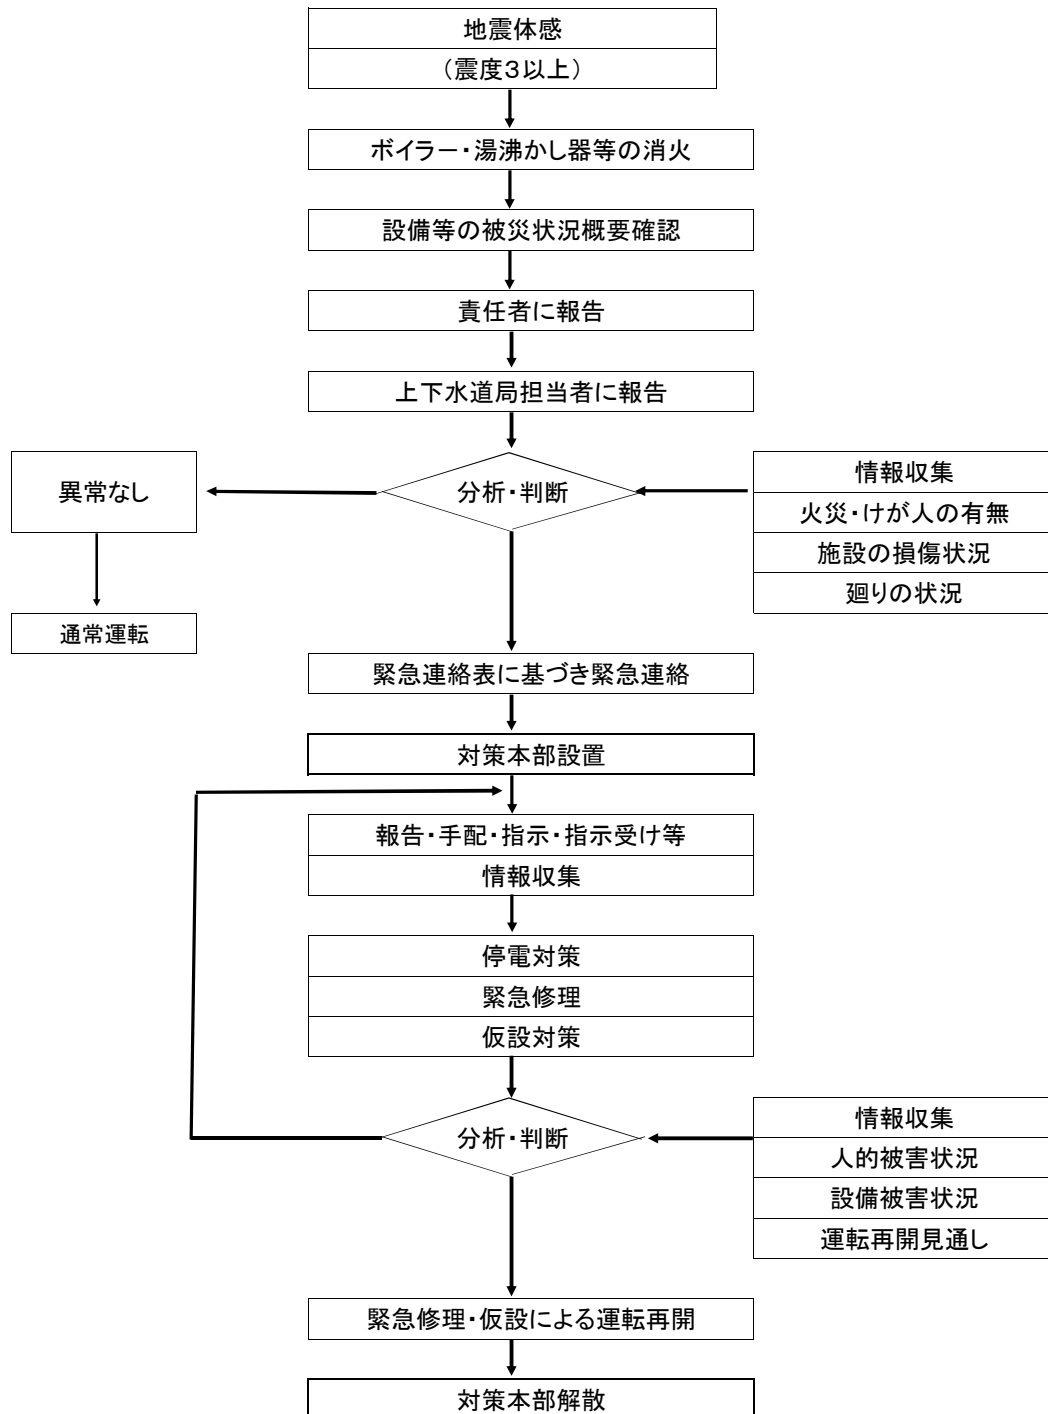 地震体感
（震度３以上）
ボイラー・湯沸かし器等の消火
設備等の被災状況概要確認
責任者に報告
上下水道局担当者に報告
異常なし
分析・判断
情報収集
火災・けが人の有無
施設の損傷状況
廻りの状況
通常運転
緊急連絡表に基づき緊急連絡
対策本部設置
報告・手配・指示・指示受け等
情報収集
停電対策
緊急修理
仮設対策
分析・判断
情報収集
人的被害状況
設備被害状況
運転再開見通し
緊急修理・仮設による運転再開
対策本部解散